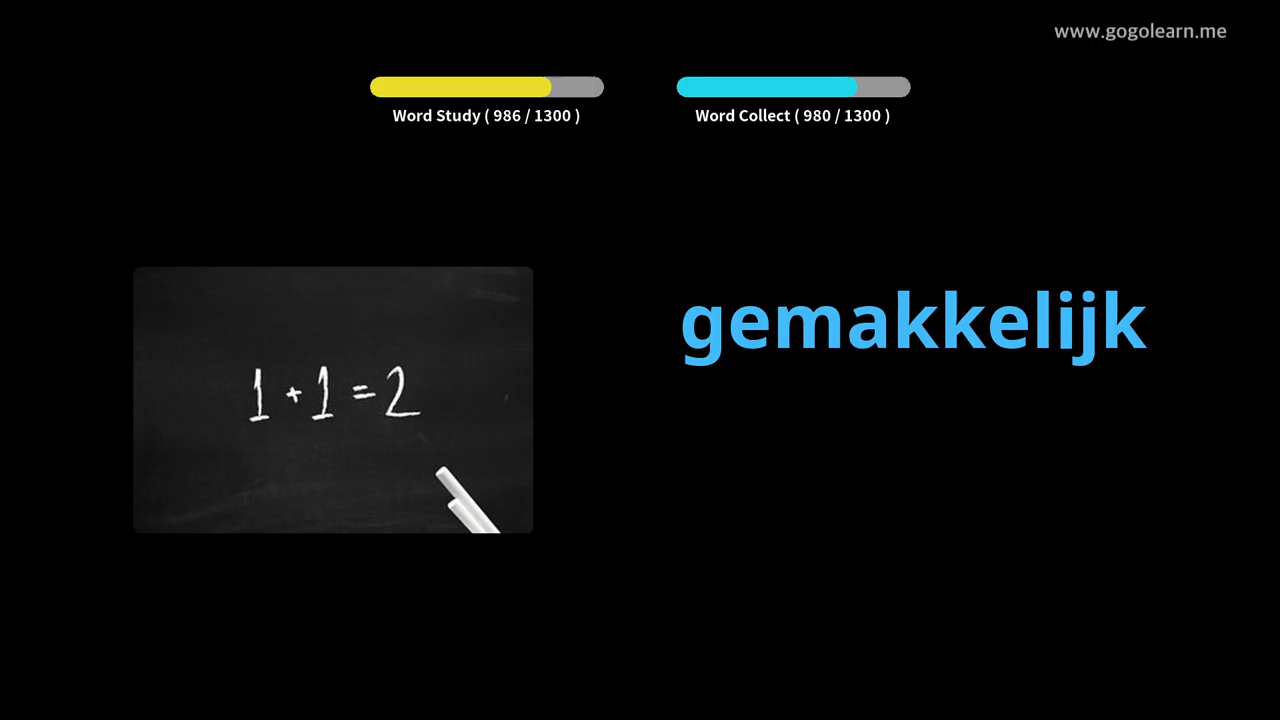 www.gogolearn.me
Word Study ( 986 / 1300 )
Word Collect ( 980 / 1300 )
gemakkelijk
1 + 1 = 2